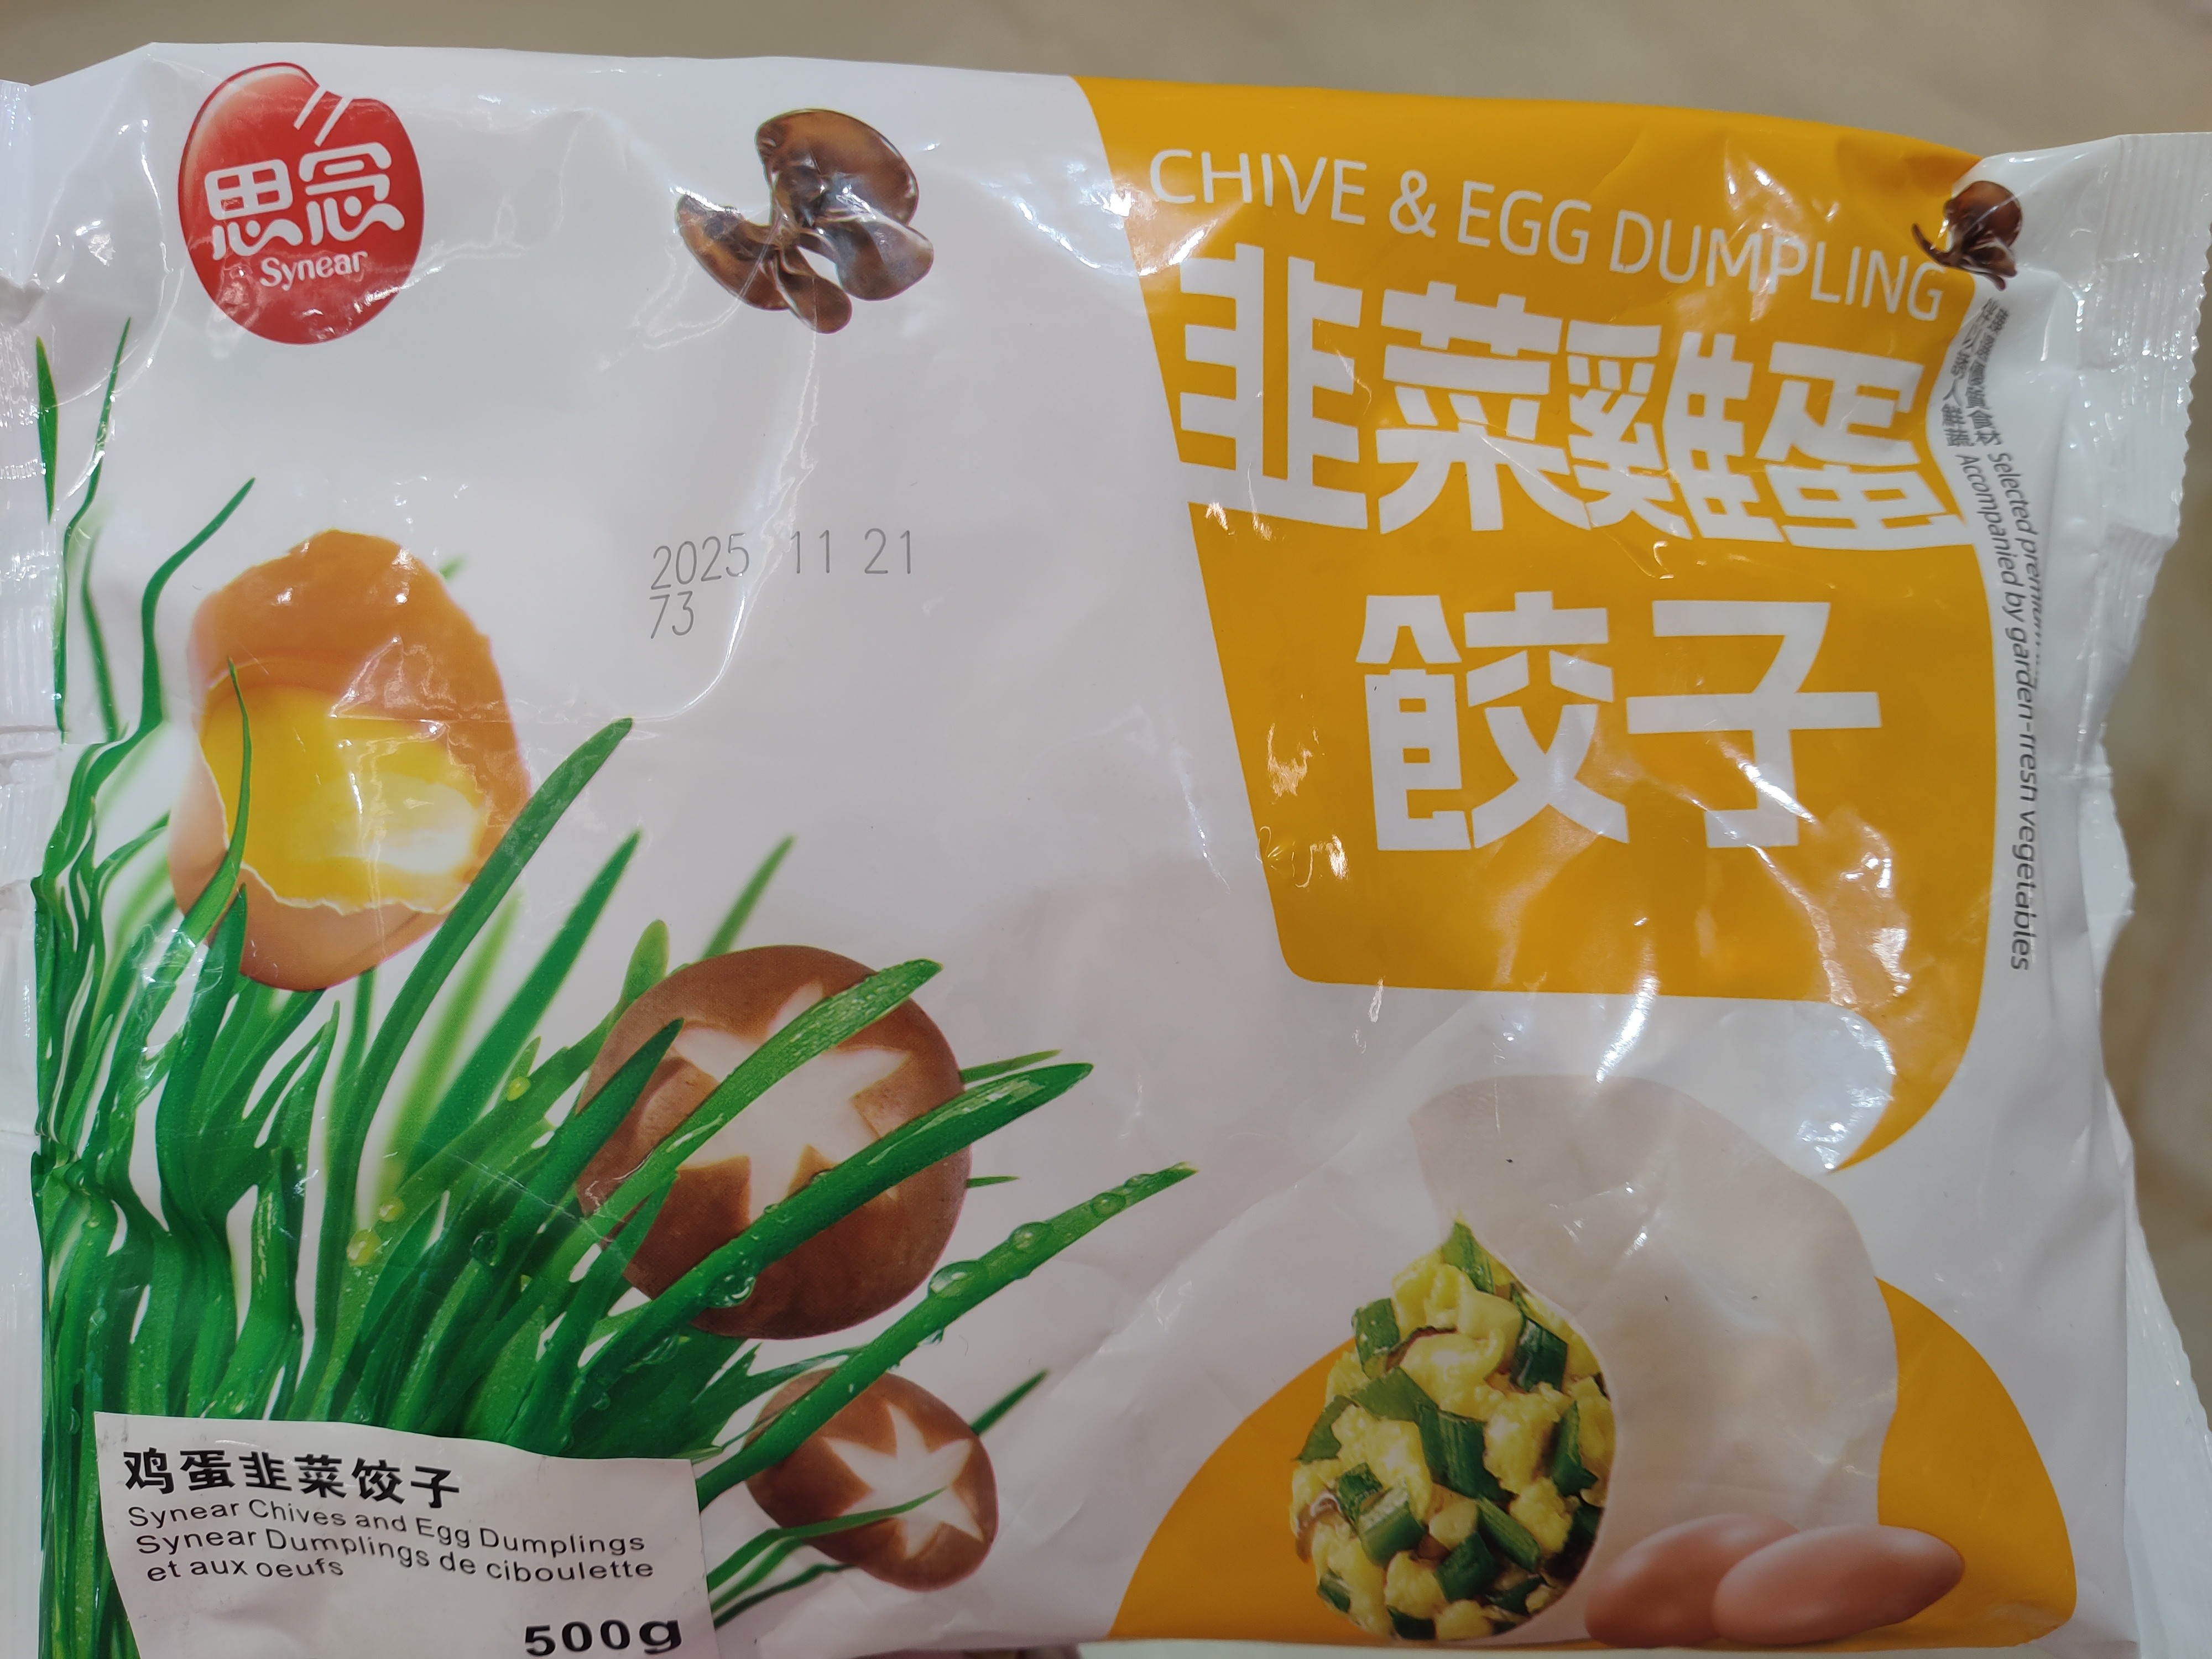 思念
Synear
CHIVE & EGG DUMPLING
韭菜雞蛋
餃子
Selected premium
Accompanied by garden-fresh vegetables
2025 11 21
73
鸡蛋韭菜饺子
Synear Chives and Egg Dumplings
Synear Dumplings de ciboulette
et aux oeufs
500g